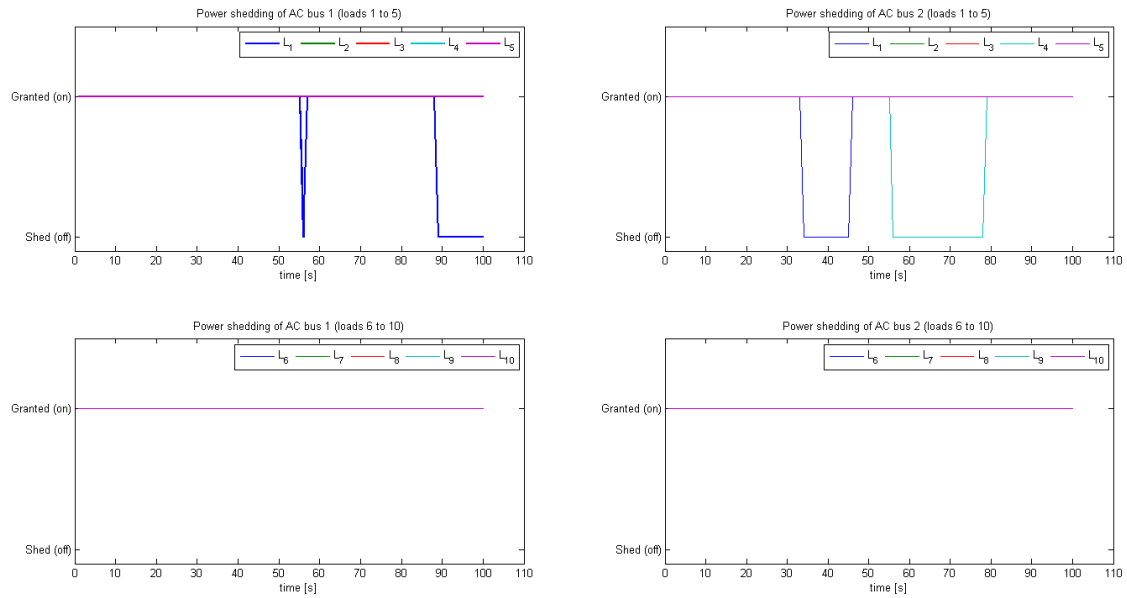 Power shedding of AC bus 1 (loads 1 to 5)
L1 L2 L3 L4 L5
Granted (on)
Shed (off)
0 10 20 30 40 50 60 70 80 90 100 110
time [s]
Power shedding of AC bus 2 (loads 1 to 5)
L1 L2 L3 L4 L5
Granted (on)
Shed (off)
0 10 20 30 40 50 60 70 80 90 100 110
time [s]
Power shedding of AC bus 1 (loads 6 to 10)
L6 L7 L8 L9 L10
Granted (on)
Shed (off)
0 10 20 30 40 50 60 70 80 90 100 110
time [s]
Power shedding of AC bus 2 (loads 6 to 10)
L6 L7 L8 L9 L10
Granted (on)
Shed (off)
0 10 20 30 40 50 60 70 80 90 100 110
time [s]